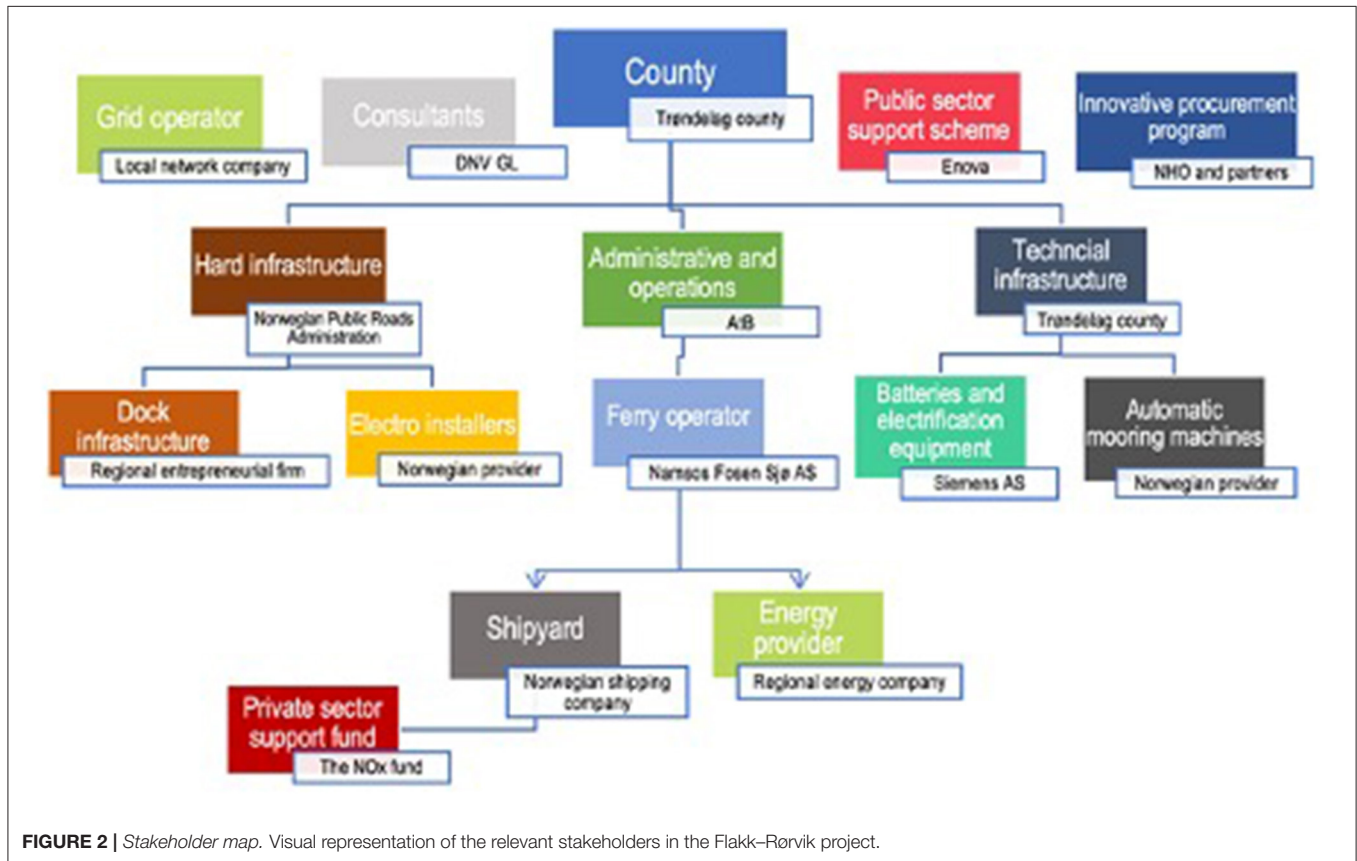 Grid operator
Local network company
Consultants
DNV GL
County
Trøndelag county
Public sector
support scheme
Enova
Innovative procurement
program
NHO and partners
Hard infrastructure
Norwegian Public Roads
Administration
Administrative and
operations
AtB
Techncial
infrastructure
Trøndelag county
Dock
infrastructure
Regional entrepreneurial firm
Electro installers
Norwegian provider
Ferry operator
Namsos Fosen Sjø AS
Batteries and
electrification
equipment
Siemens AS
Automatic
mooring machines
Norwegian provider
Shipyard
Norwegian shipping
company
Energy
provider
Regional energy company
Private sector
support fund
The NOx fund
FIGURE 2 | Stakeholder map. Visual representation of the relevant stakeholders in the Flakk–Rørvik project.